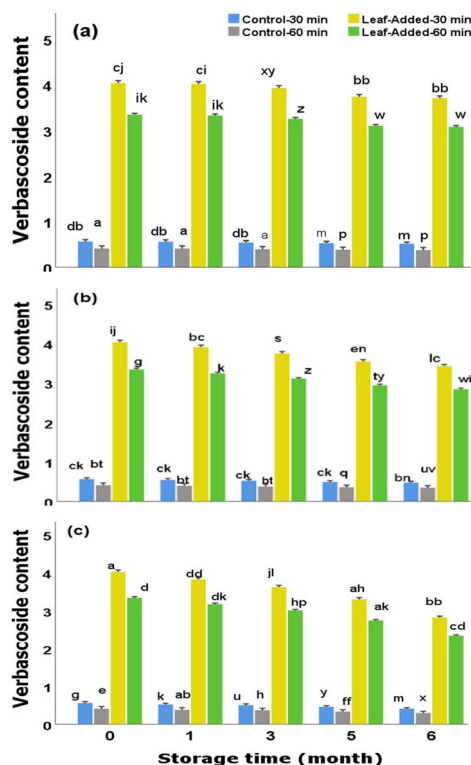 Control-30 min Leaf-Added-30 min
Control-60 min Leaf-Added-60 min
(a)
Verbascoside content
5
4
3
2
1
0
cj ci xy bb bb
ik ik z w w
db a db a db a m p m p
(b)
Verbascoside content
5
4
3
2
1
0
ij bc s en lc
g k z ty wi
ck bt ck bt ck bt ck q bn uv
(c)
Verbascoside content
5
4
3
2
1
0
a dd jl ah bb
d dk hp ak cd
g e k ab u h y ff m x
0 1 3 5 6
Storage time (month)